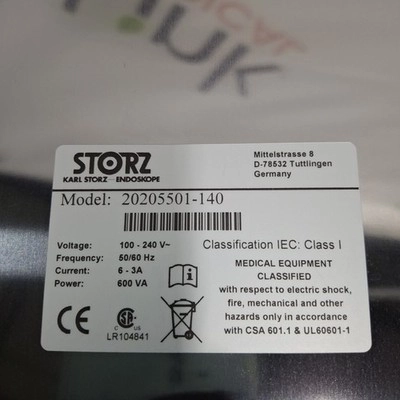 STORZ
KARL STORZ—ENDOSKOPE
Mittelstrasse 8
D-78532 Tuttlingen
Germany
Model: 20205501-140
Voltage: 100 - 240 V~
Frequency: 50/60 Hz
Current: 6 - 3A
Power: 600 VA
Classification IEC: Class I
MEDICAL EQUIPMENT
CLASSIFIED
with respect to electric shock,
fire, mechanical and other
hazards only in accordance
with CSA 601.1 & UL60601-1
CE
LR104841